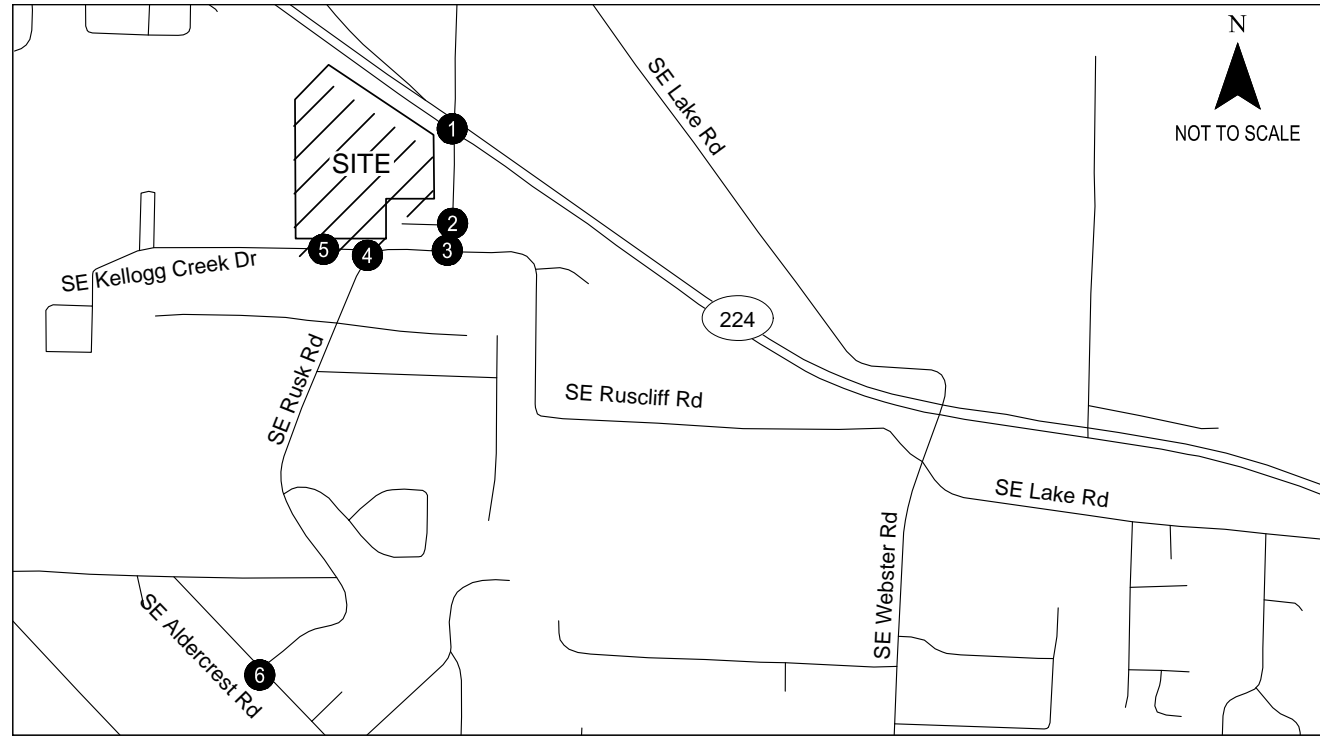 N
NOT TO SCALE
SE Lake Rd
1
SITE
2
3
4
5
SE Kellogg Creek Dr
224
SE Rusk Rd
SE Ruscliff Rd
SE Lake Rd
SE Webster Rd
SE Aldercrest Rd
6